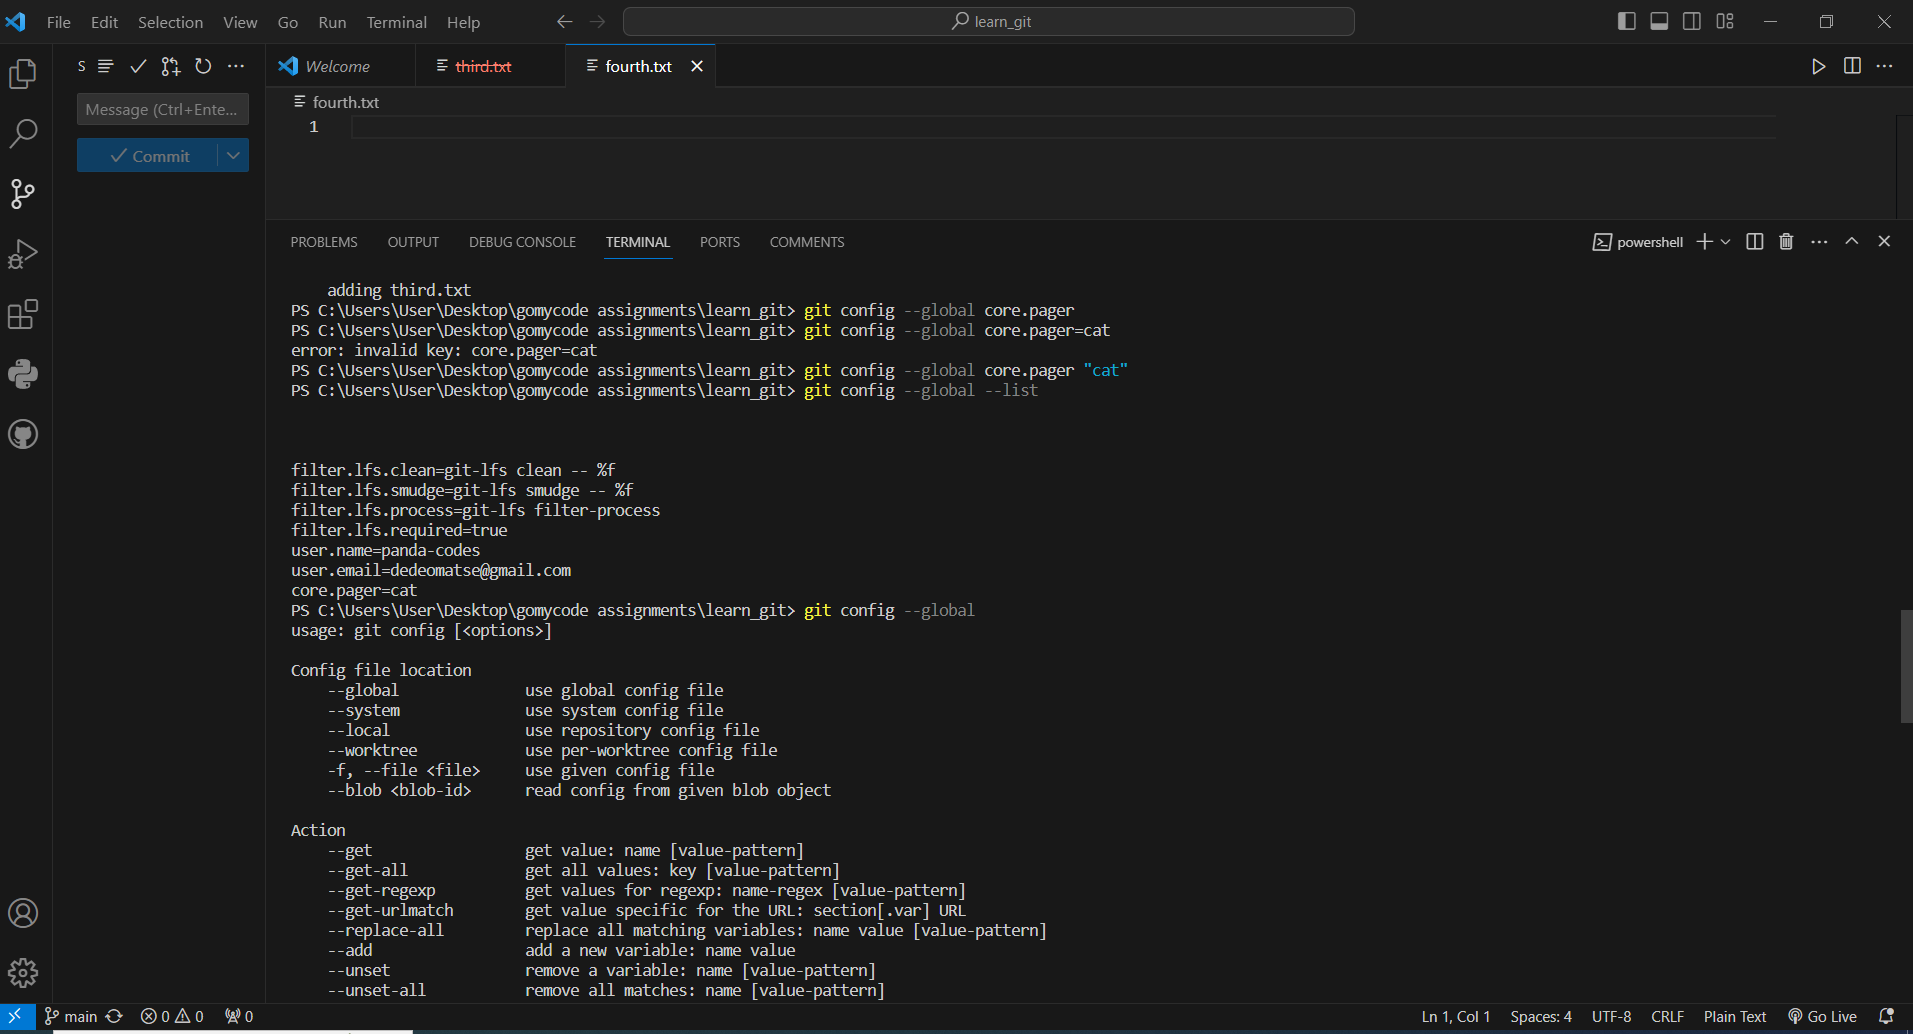 File Edit Selection View Go Run Terminal Help learn_git
S Welcome third.txt fourth.txt
Message (Ctrl+Ente...
Commit
fourth.txt
1
PROBLEMS OUTPUT DEBUG CONSOLE TERMINAL PORTS COMMENTS powershell
adding third.txt
PS C:\Users\User\Desktop\gomycode assignments\learn_git> git config --global core.pager
PS C:\Users\User\Desktop\gomycode assignments\learn_git> git config --global core.pager=cat
error: invalid key: core.pager=cat
PS C:\Users\User\Desktop\gomycode assignments\learn_git> git config --global core.pager "cat"
PS C:\Users\User\Desktop\gomycode assignments\learn_git> git config --global --list
filter.lfs.clean=git-lfs clean -- %f
filter.lfs.smudge=git-lfs smudge -- %f
filter.lfs.process=git-lfs filter-process
filter.lfs.required=true
user.name=panda-codes
user.email=dedeomatse@gmail.com
core.pager=cat
PS C:\Users\User\Desktop\gomycode assignments\learn_git> git config --global
usage: git config [<options>]
Config file location
--global use global config file
--system use system config file
--local use repository config file
--worktree use per-worktree config file
-f, --file <file> use given config file
--blob <blob-id> read config from given blob object
Action
--get get value: name [value-pattern]
--get-all get all values: key [value-pattern]
--get-regexp get values for regexp: name-regex [value-pattern]
--get-urlmatch get value specific for the URL: section[.var] URL
--replace-all replace all matching variables: name value [value-pattern]
--add add a new variable: name value
--unset remove a variable: name [value-pattern]
--unset-all remove all matches: name [value-pattern]
main 0 0 0 Ln 1, Col 1 Spaces: 4 UTF-8 CRLF Plain Text Go Live